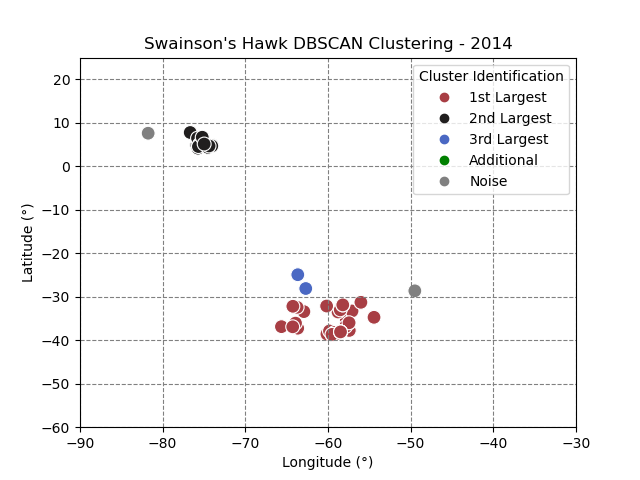 Swainson's Hawk DBSCAN Clustering - 2014
Cluster Identification
1st Largest
2nd Largest
3rd Largest
Additional
Noise
20
10
0
−10
−20
−30
−40
−50
−60
Latitude (°)
−90
−80
−70
−60
−50
−40
−30
Longitude (°)